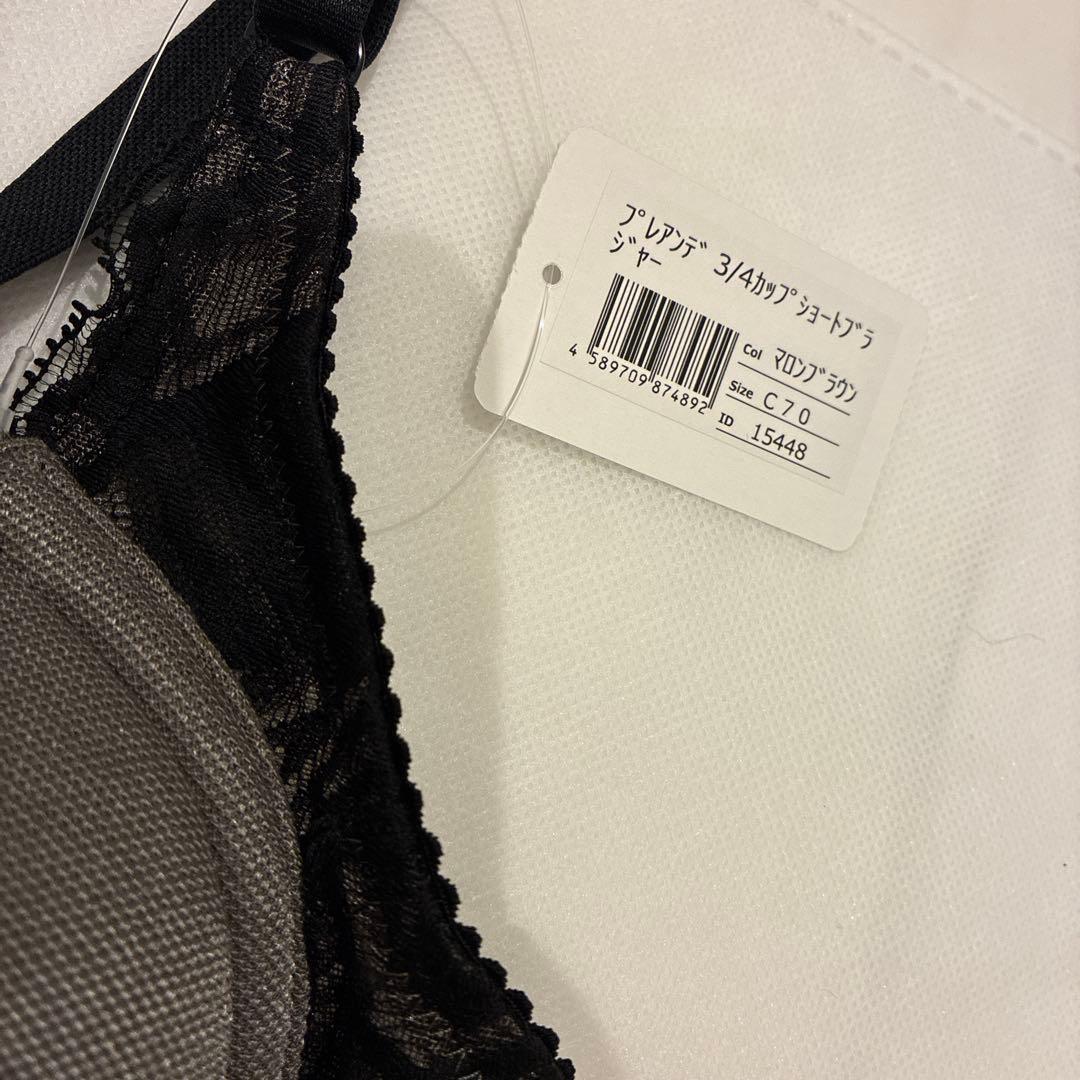 ﾌﾟﾚｱﾝﾃﾞ 3/4ｶｯﾌﾟｼｮｰﾄﾌﾞﾗ
ｼﾞｬｰ
4 589709 874892
Col ﾏﾛﾝﾌﾞﾗｳﾝ
Size C70
ID 15448